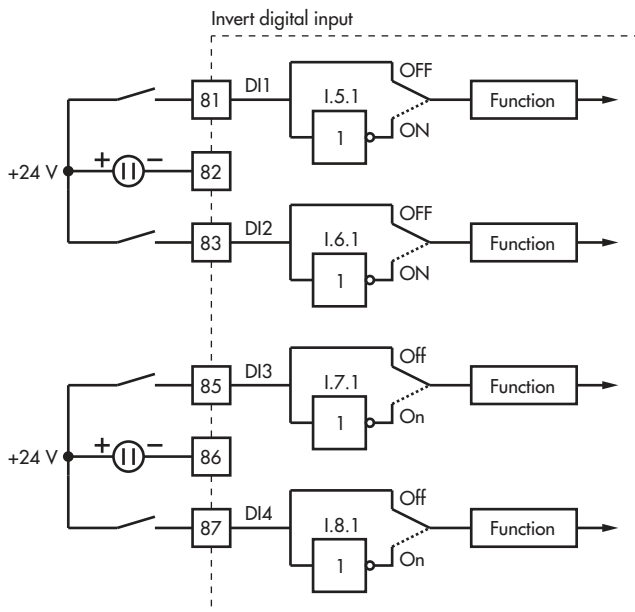 Invert digital input
OFF
81 DI1 I.5.1 Function
1 ON
+ −
+24 V 82
OFF
83 DI2 I.6.1 Function
1 ON
Off
85 DI3 I.7.1 Function
1 On
+ −
+24 V 86
Off
87 DI4 I.8.1 Function
1 On